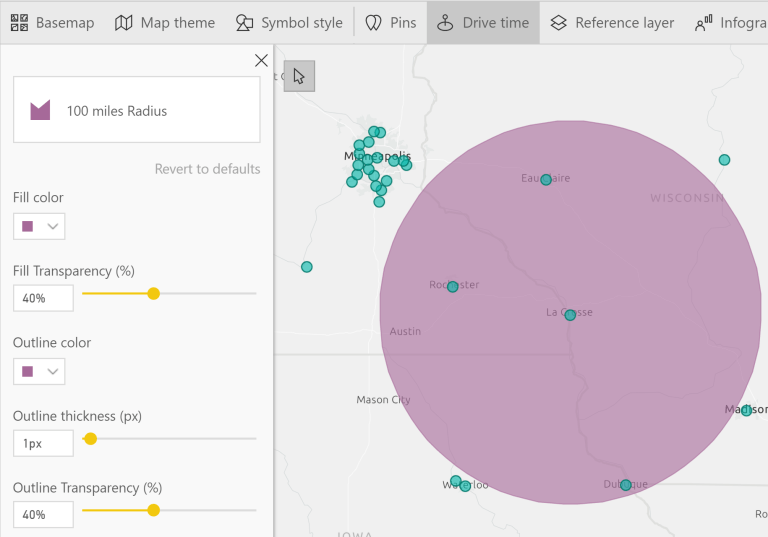 Basemap
Map theme
Symbol style
Pins
Drive time
Reference layer
Infogra
100 miles Radius
Revert to defaults
Fill color
Fill Transparency (%)
40%
Outline color
Outline thickness (px)
1px
Outline Transparency (%)
40%
Minneapolis
Eau Claire
WISCONSIN
Rochester
La Crosse
Austin
Mason City
Madison
Waterloo
Dubuque
Ro
IOWA